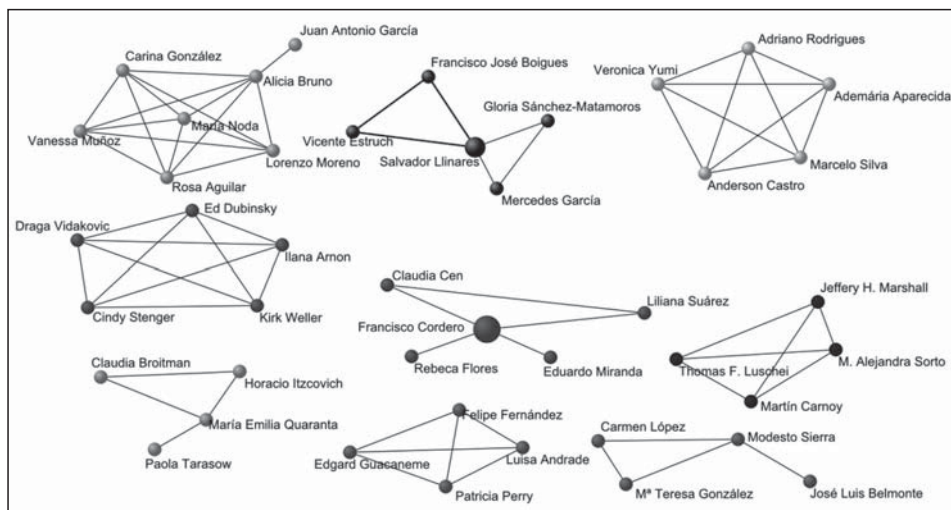 Juan Antonio García
Carina González
Alicia Bruno
María Noda
Vanessa Muñoz
Lorenzo Moreno
Rosa Aguilar
Francisco José Boigues
Gloria Sánchez-Matamoros
Vicente Estruch
Salvador Llinares
Mercedes García
Adriano Rodrigues
Veronica Yumi
Ademária Aparecida
Marcelo Silva
Anderson Castro
Ed Dubinsky
Draga Vidakovic
Ilana Arnon
Cindy Stenger
Kirk Weller
Claudia Cen
Liliana Suárez
Francisco Cordero
Rebeca Flores
Eduardo Miranda
Jeffery H. Marshall
Thomas F. Luschei
M. Alejandra Sorto
Martín Carnoy
Claudia Broitman
Horacio Itzcovich
María Emilia Quaranta
Paola Tarasow
Felipe Fernández
Edgard Guacaneme
Luisa Andrade
Patricia Perry
Carmen López
Modesto Sierra
Mª Teresa González
José Luis Belmonte